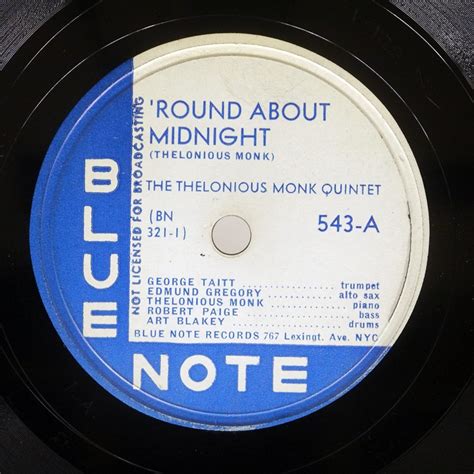 'ROUND ABOUT
MIDNIGHT
(THELONIOUS MONK)
THE THELONIOUS MONK QUINTET
(BN
321-1)
543-A
GEORGE TAITT trumpet
EDMUND GREGORY alto sax
THELONIOUS MONK piano
ROBERT PAIGE bass
ART BLAKEY drums
BLUE NOTE RECORDS 767 Lexingt. Ave. NYC
NOT LICENSED FOR BROADCASTING
BLUE
NOTE